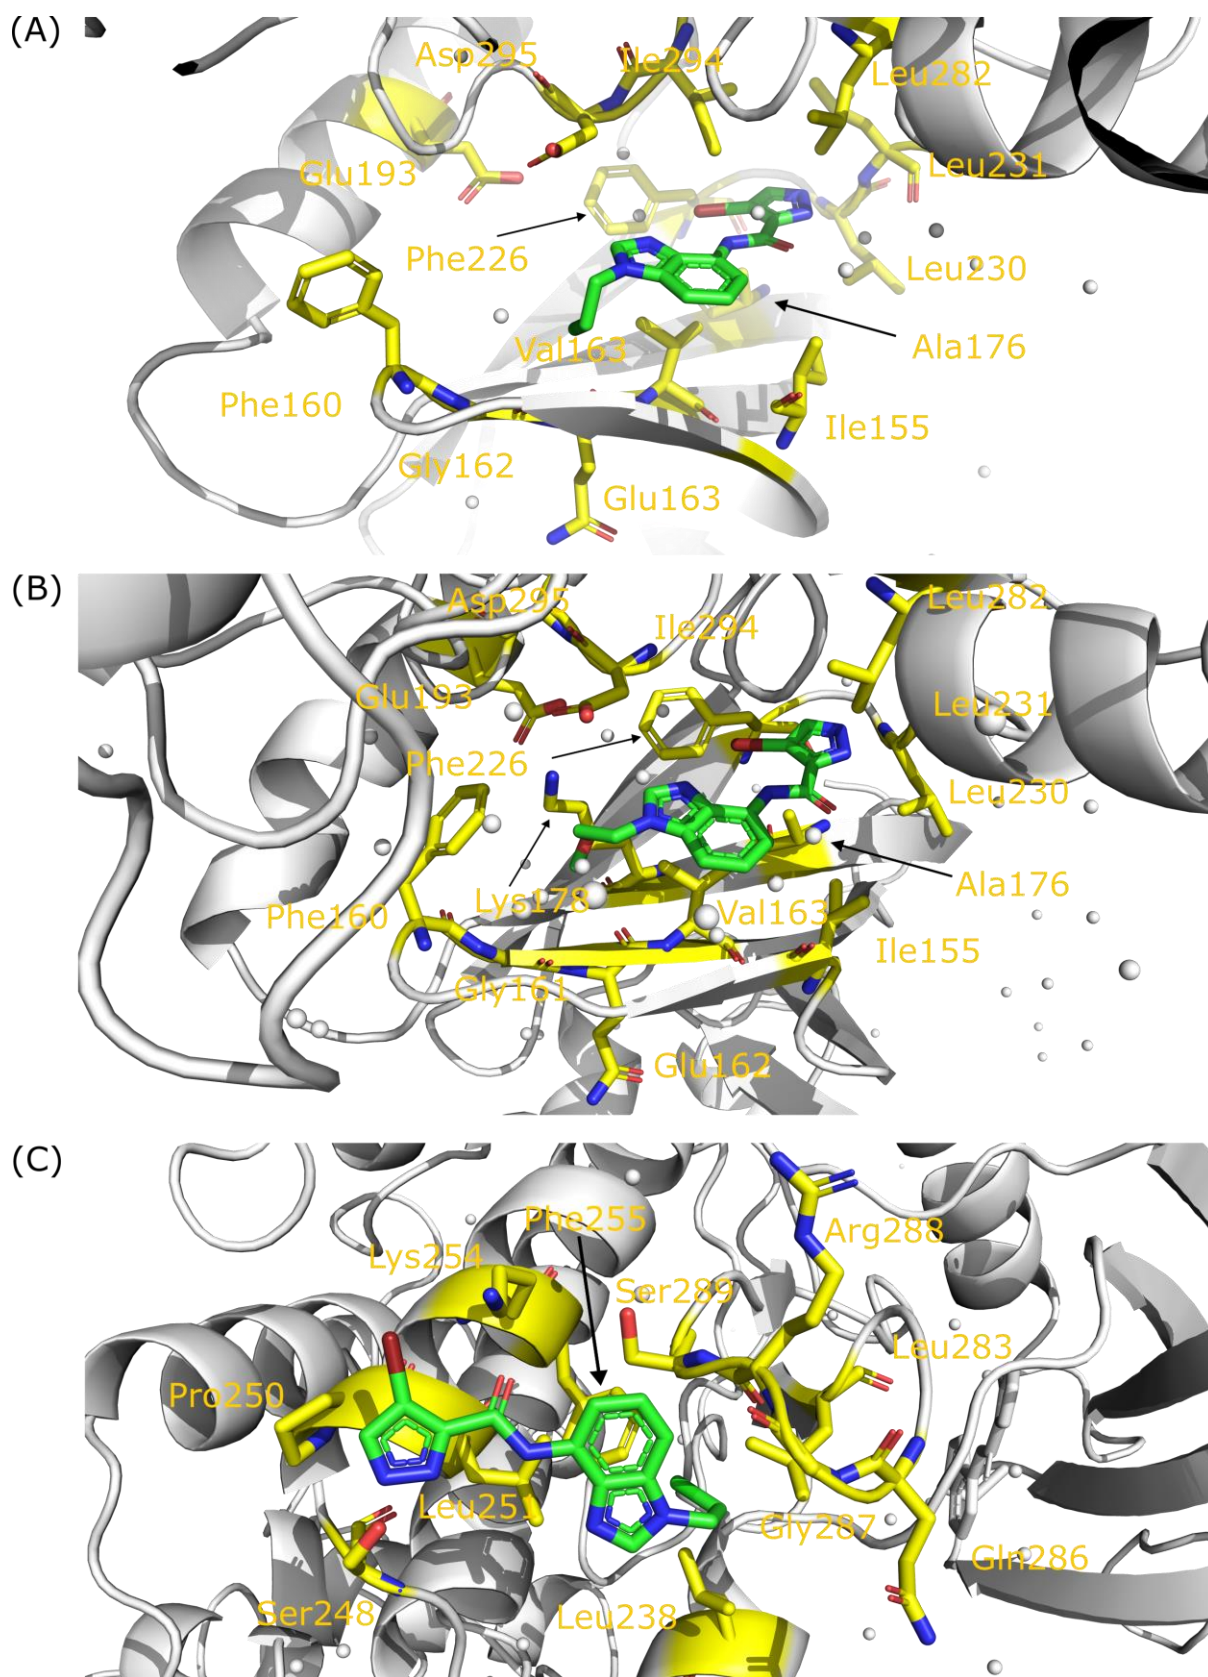 (A)
Asp295
Ile294
Leu282
Glu193
Leu231
Phe226
Leu230
Val163
Ala176
Phe160
Ile155
Gly162
Glu163
(B)
Asp295
Leu282
Ile294
Glu193
Leu231
Phe226
Leu230
Ala176
Phe160
Lys178
Val163
Ile155
Gly161
Glu162
(C)
Phe255
Arg288
Lys254
Ser289
Leu283
Pro250
Leu251
Gly287
Gln286
Ser248
Leu238